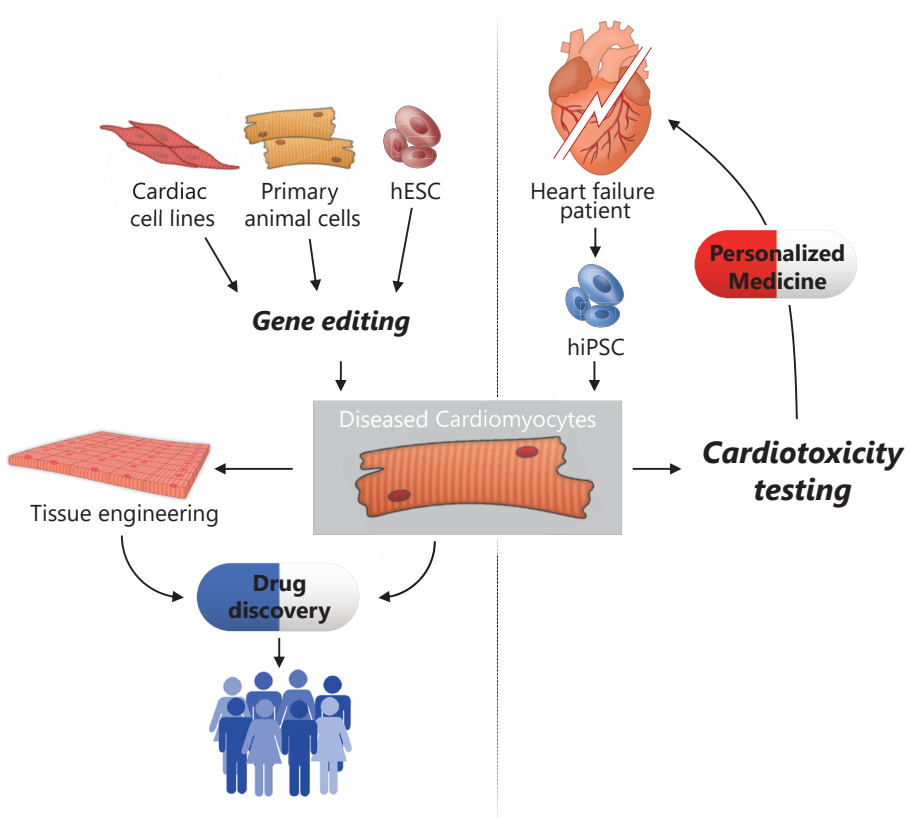 Cardiac
cell lines
Primary
animal cells
hESC
Gene editing
Heart failure
patient
hiPSC
Personalized
Medicine
Diseased Cardiomyocytes
Cardiotoxicity
testing
Tissue engineering
Drug
discovery